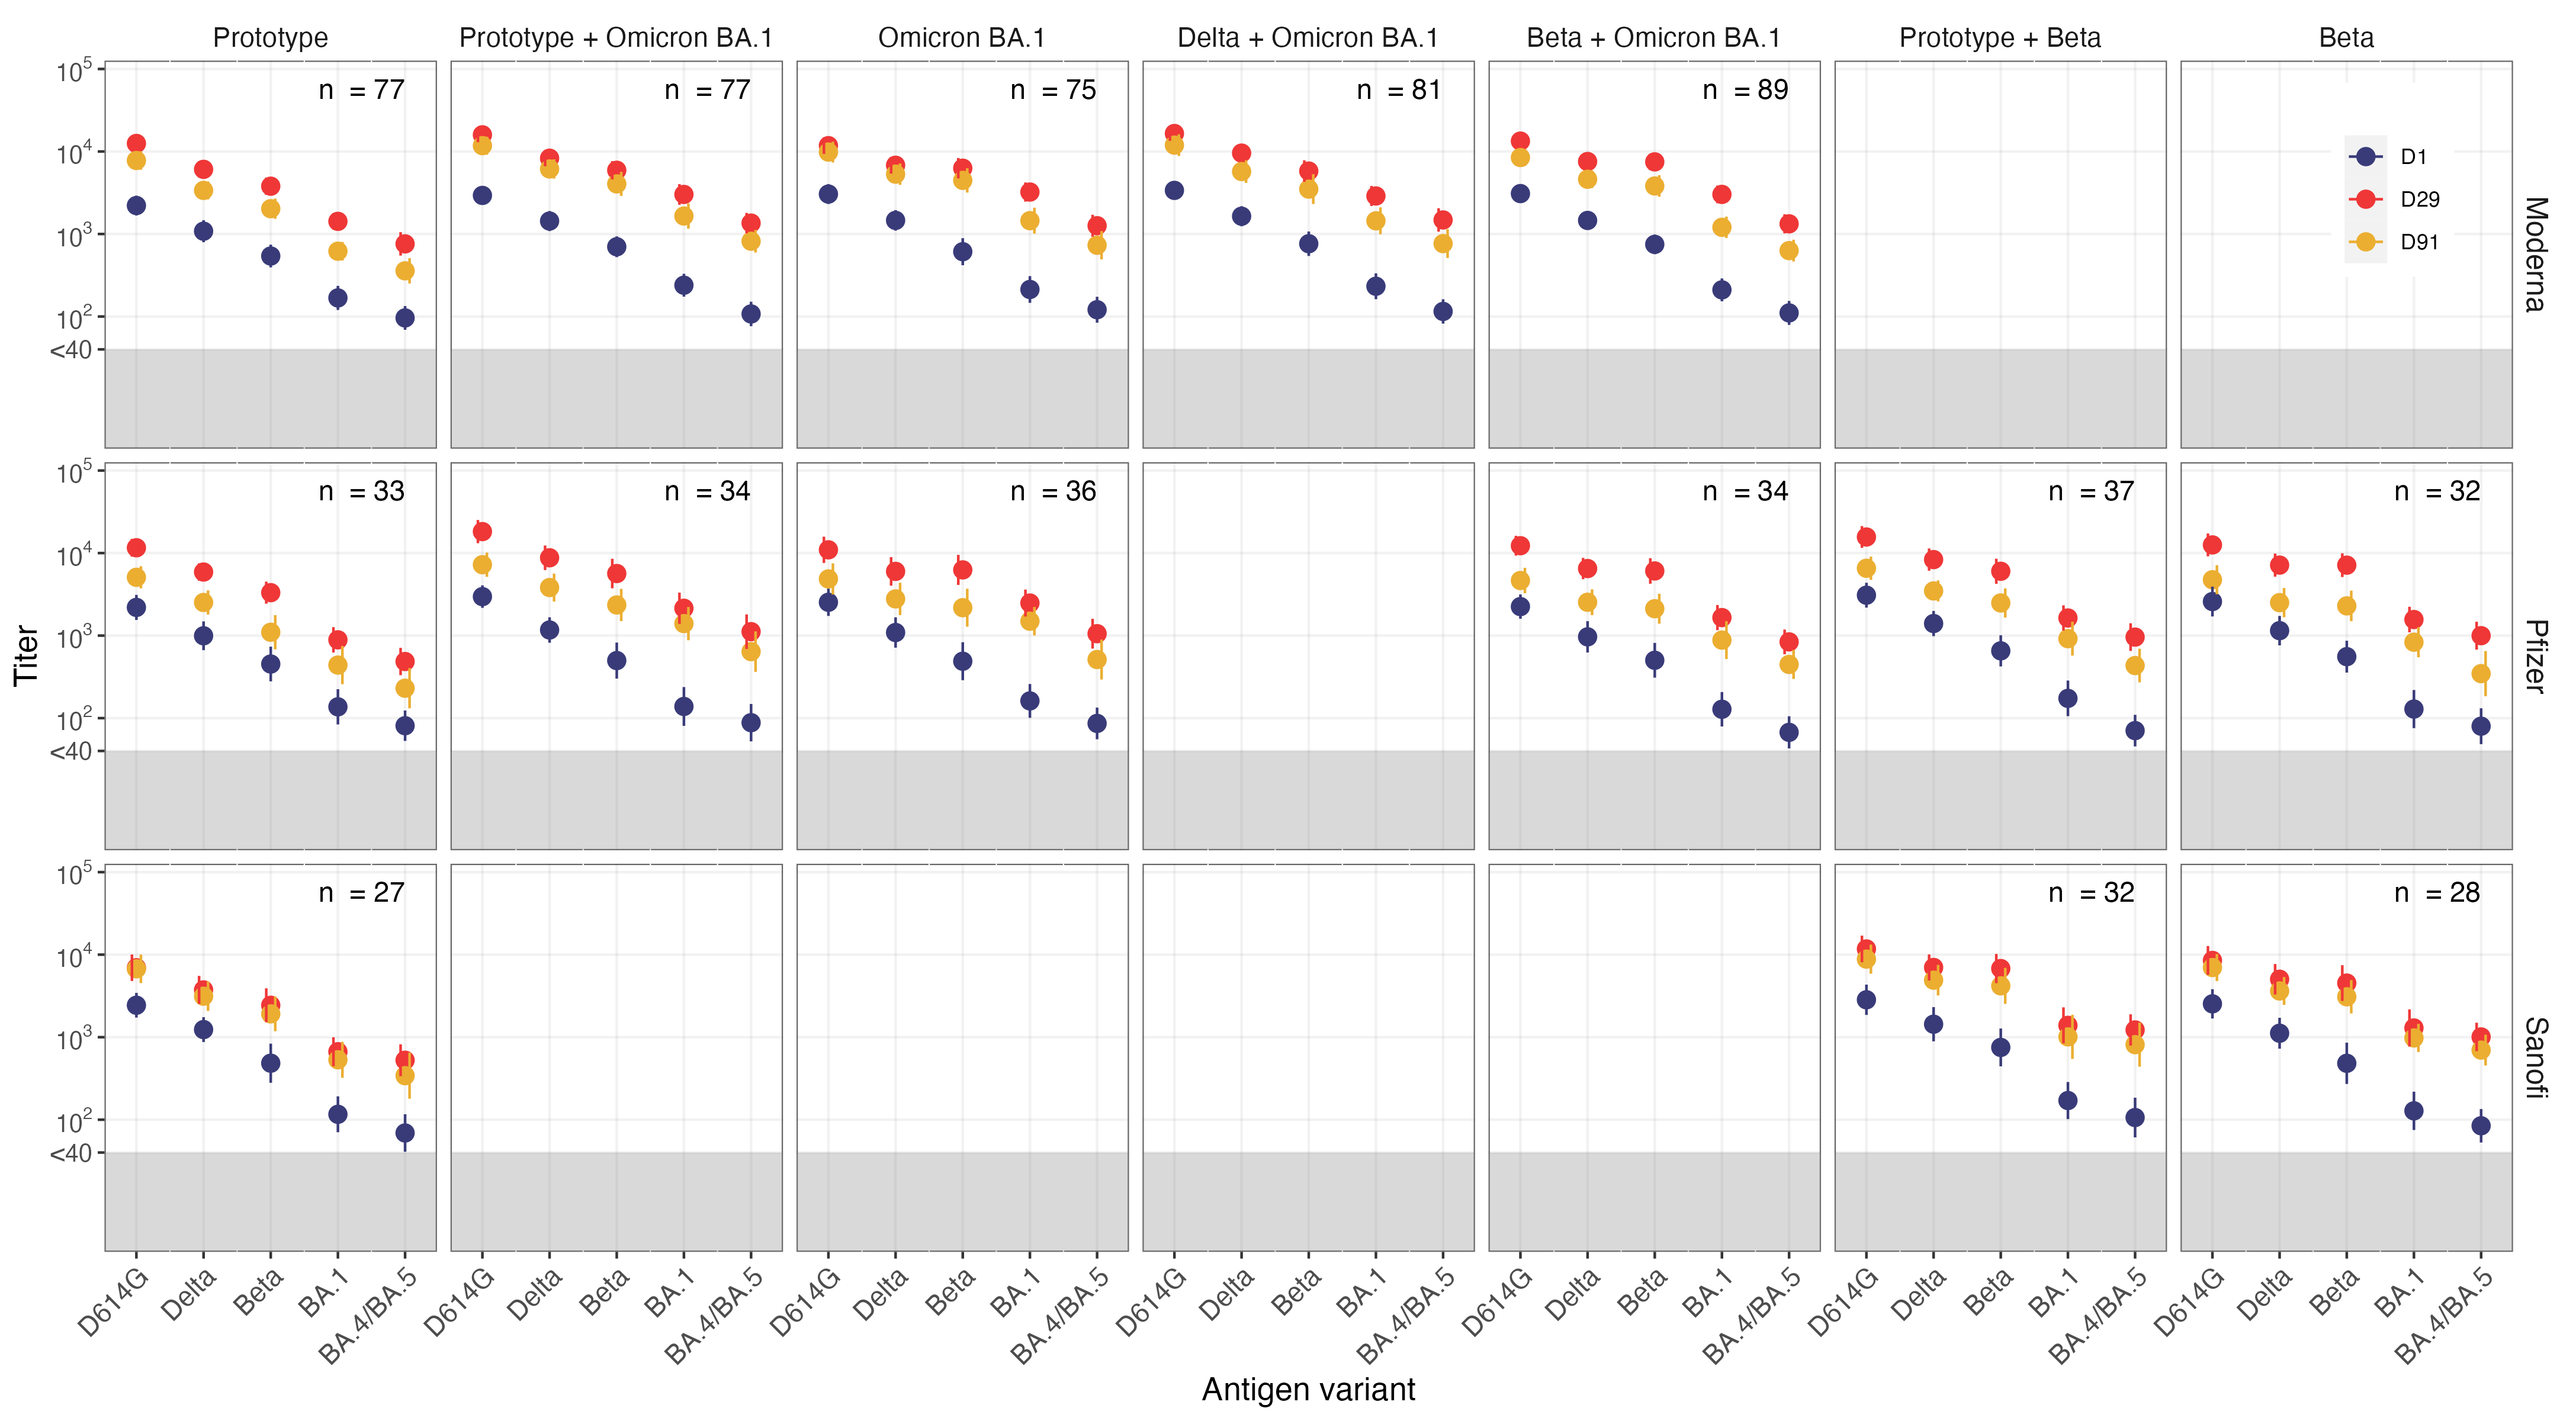 Prototype
Prototype + Omicron BA.1
Omicron BA.1
Delta + Omicron BA.1
Beta + Omicron BA.1
Prototype + Beta
Beta
10⁵
10⁴
10³
10²
<40
n = 77
n = 77
n = 75
n = 81
n = 89
D1
D29
D91
Moderna
10⁵
10⁴
10³
10²
<40
n = 33
n = 34
n = 36
n = 34
n = 37
n = 32
Pfizer
Titer
10⁵
10⁴
10³
10²
<40
n = 27
n = 32
n = 28
Sanofi
D614G Delta Beta BA.1 BA.4/BA.5
D614G Delta Beta BA.1 BA.4/BA.5
D614G Delta Beta BA.1 BA.4/BA.5
D614G Delta Beta BA.1 BA.4/BA.5
D614G Delta Beta BA.1 BA.4/BA.5
D614G Delta Beta BA.1 BA.4/BA.5
D614G Delta Beta BA.1 BA.4/BA.5
Antigen variant